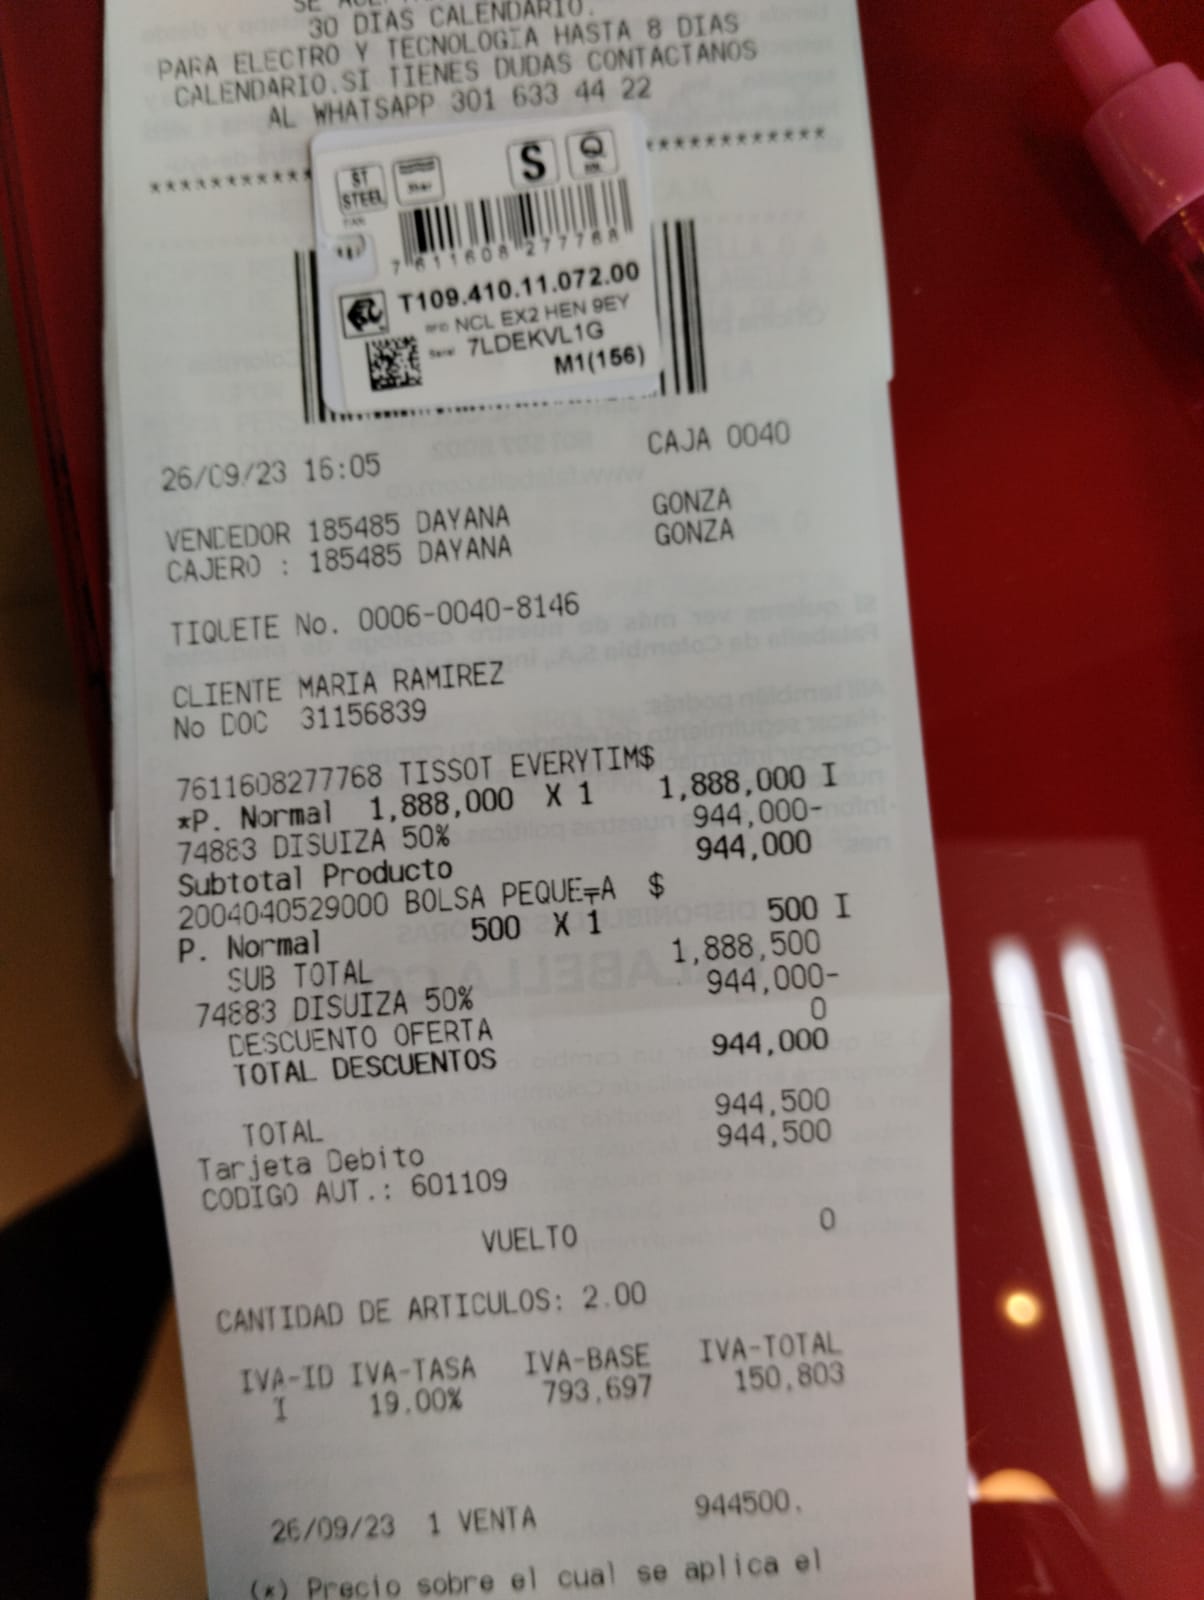 30 DIAS CALENDARIO.
PARA ELECTRO Y TECNOLOGIA HASTA 8 DIAS
CALENDARIO.SI TIENES DUDAS CONTACTANOS
AL WHATSAPP 301 633 44 22
********************************
ST STEEL S
7 611608 277768
T109.410.11.072.00
NCL EX2 HEN 9EY
Serial 7LDEKVL1G
M1(156)
26/09/23 16:05 CAJA 0040
VENDEDOR 185485 DAYANA GONZA
CAJERO : 185485 DAYANA GONZA
TIQUETE No. 0006-0040-8146
CLIENTE MARIA RAMIREZ
No DOC 31156839
7611608277768 TISSOT EVERYTIM$
*P. Normal 1,888,000 X 1 1,888,000 I
74883 DISUIZA 50% 944,000-
Subtotal Producto 944,000
2004040529000 BOLSA PEQUE╤A $
P. Normal 500 X 1 500 I
SUB TOTAL 1,888,500
74883 DISUIZA 50% 944,000-
DESCUENTO OFERTA 0
TOTAL DESCUENTOS 944,000
TOTAL 944,500
Tarjeta Debito 944,500
CODIGO AUT.: 601109
VUELTO 0
CANTIDAD DE ARTICULOS: 2.00
IVA-ID IVA-TASA IVA-BASE IVA-TOTAL
I 19.00% 793,697 150,803
26/09/23 1 VENTA 944500.
(*) Precio sobre el cual se aplica el